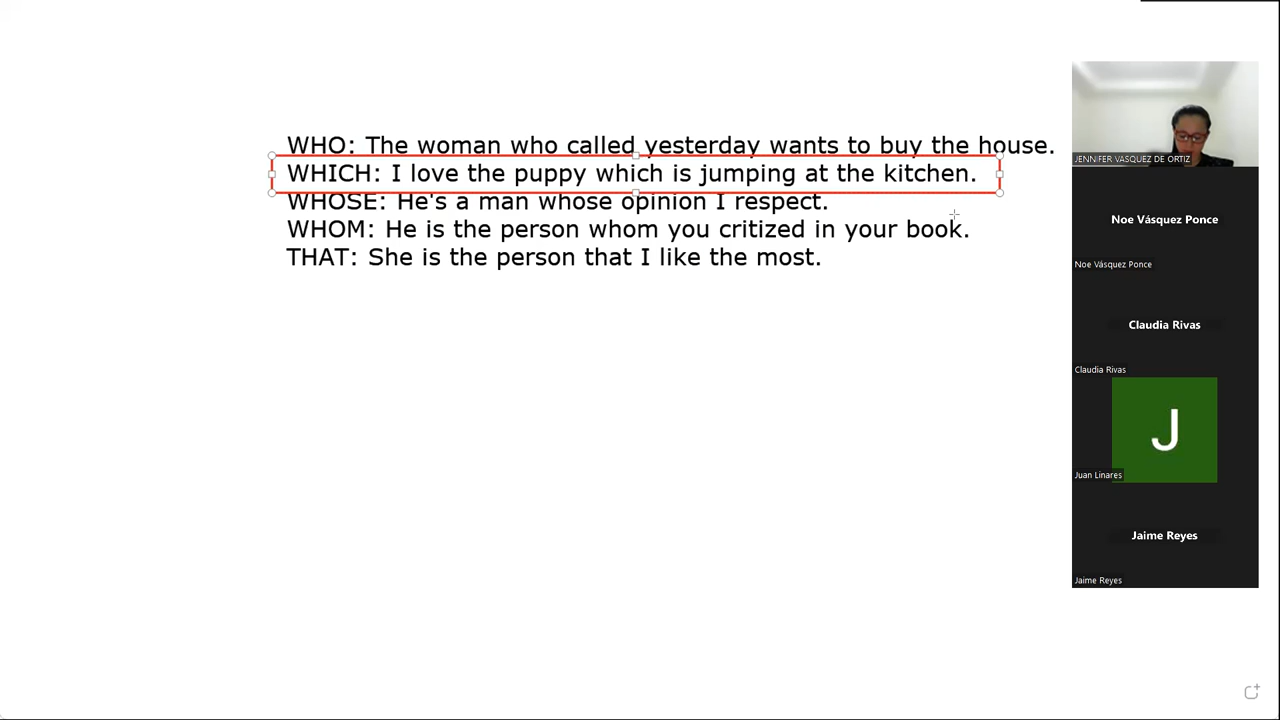 WHO: The woman who called yesterday wants to buy the house.
WHICH: I love the puppy which is jumping at the kitchen.
WHOSE: He's a man whose opinion I respect.
WHOM: He is the person whom you critized in your book.
THAT: She is the person that I like the most.
JENNIFER VASQUEZ DE ORTIZ
Noe Vásquez Ponce
Noe Vásquez Ponce
Claudia Rivas
Claudia Rivas
J
Juan Linares
Jaime Reyes
Jaime Reyes